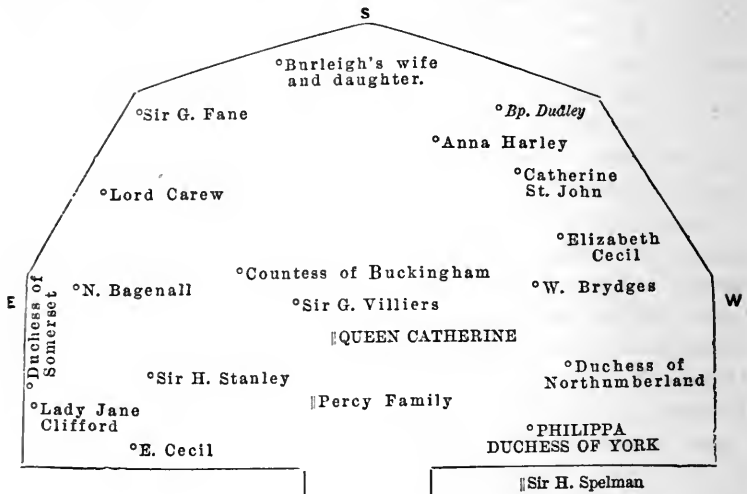 S
°Burleigh's wife
and daughter.
°Sir G. Fane
°Bp. Dudley
°Anna Harley
°Catherine
St. John
°Lord Carew
°Elizabeth
Cecil
°Countess of Buckingham
°N. Bagenall
°W. Brydges
E
W
°Duchess of
Somerset
°Sir G. Villiers
QUEEN CATHERINE
°Duchess of
Northumberland
°Sir H. Stanley
Percy Family
°Lady Jane
Clifford
°PHILIPPA
DUCHESS OF YORK
°E. Cecil
Sir H. Spelman